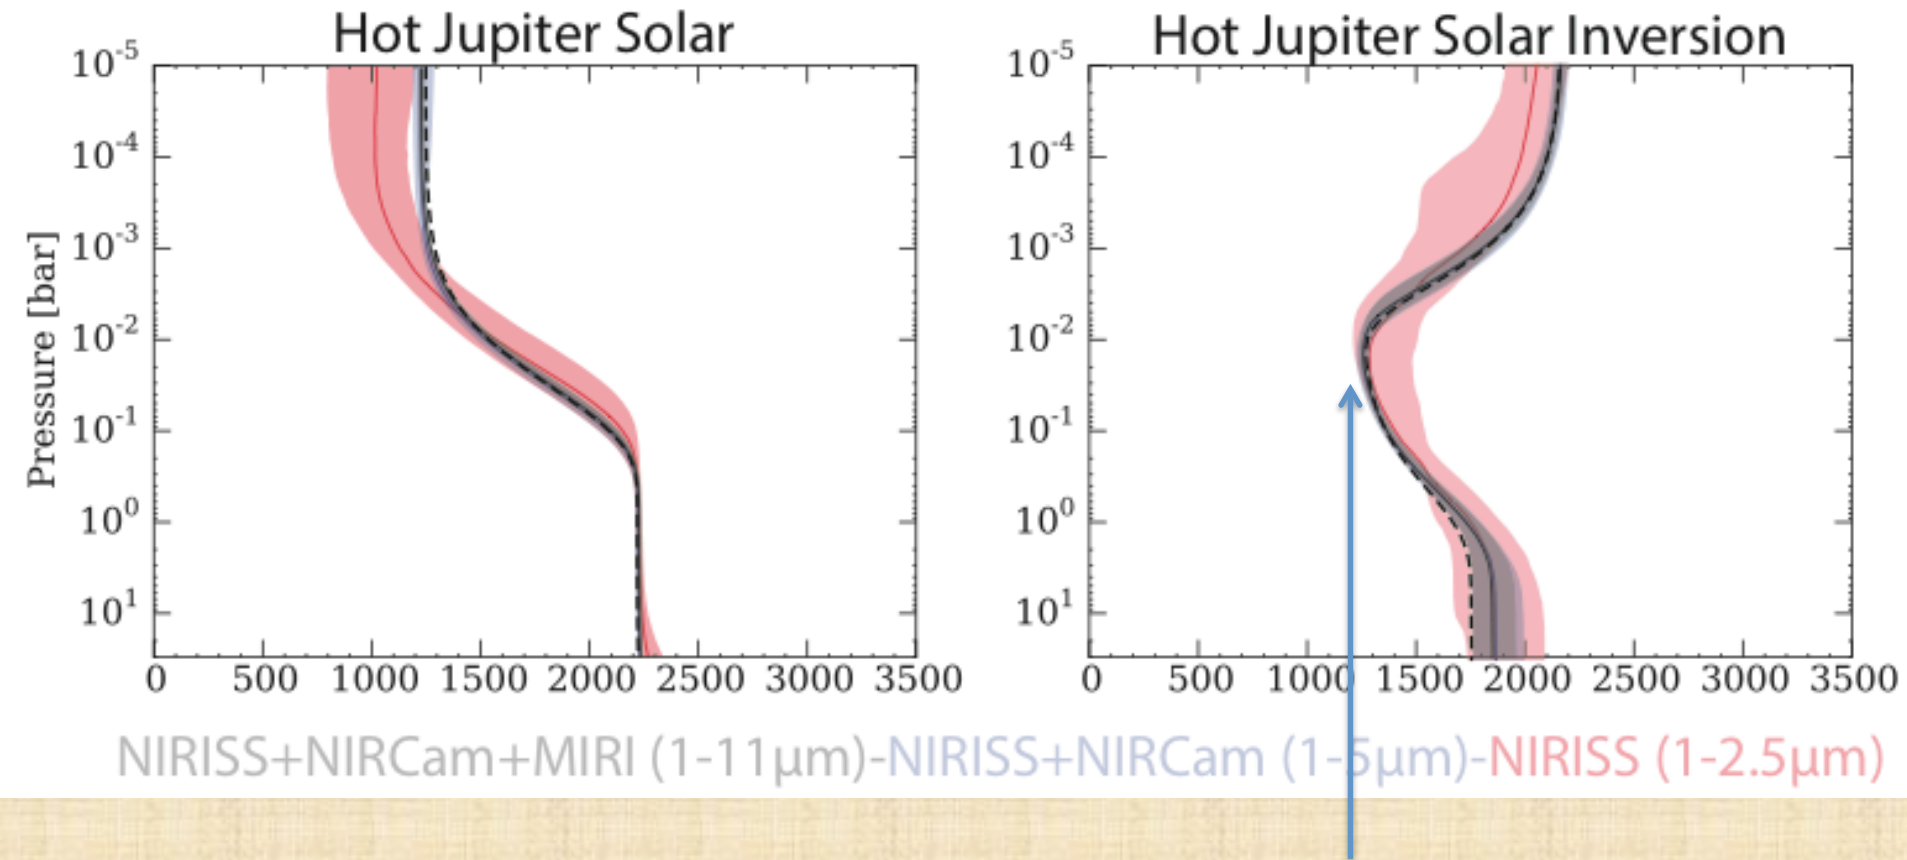 Hot Jupiter Solar
Hot Jupiter Solar Inversion
Pressure [bar]
10-5
10-4
10-3
10-2
10-1
100
101
0 500 1000 1500 2000 2500 3000 3500
10-5
10-4
10-3
10-2
10-1
100
101
0 500 1000 1500 2000 2500 3000 3500
NIRISS+NIRCam+MIRI (1-11µm)-NIRISS+NIRCam (1-5µm)-NIRISS (1-2.5µm)